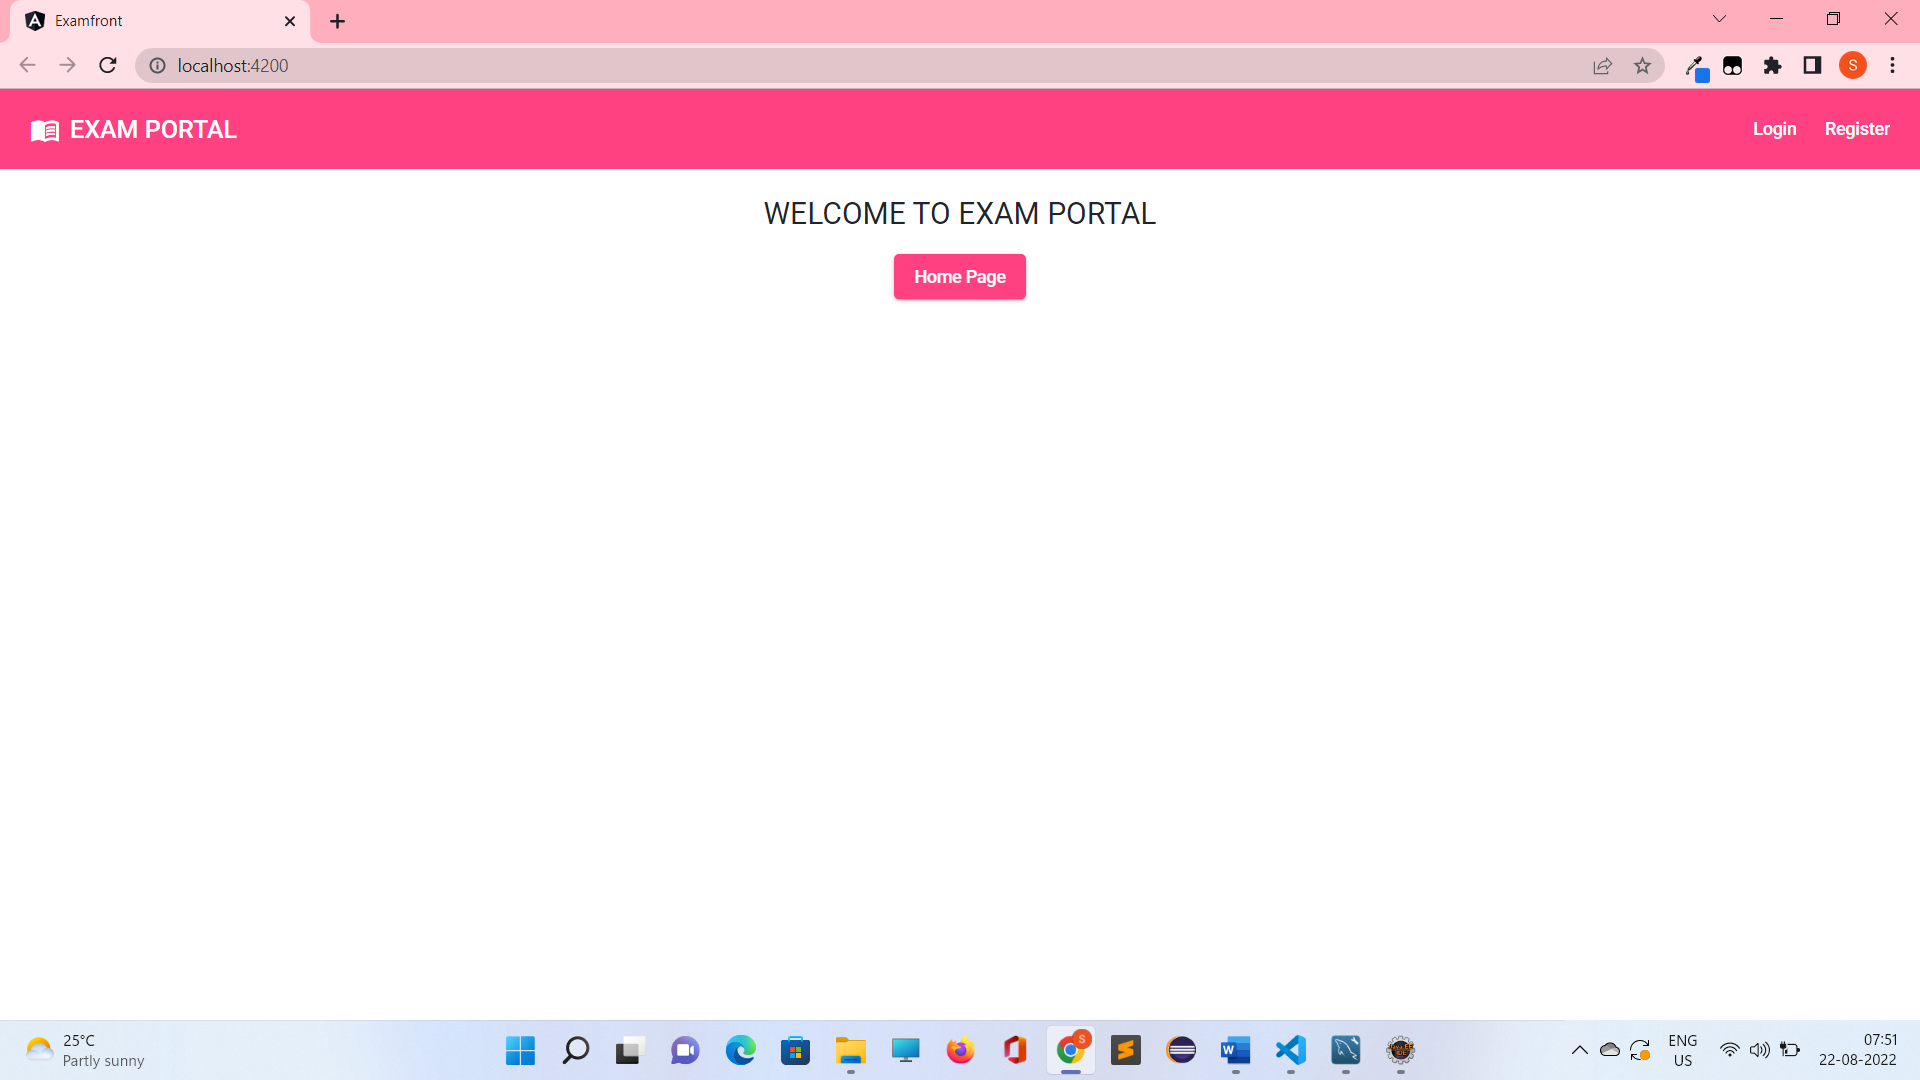 Examfront
localhost:4200
S
EXAM PORTAL
Login
Register
WELCOME TO EXAM PORTAL
Home Page
25°C
Partly sunny
S
ENG
US
07:51
22-08-2022